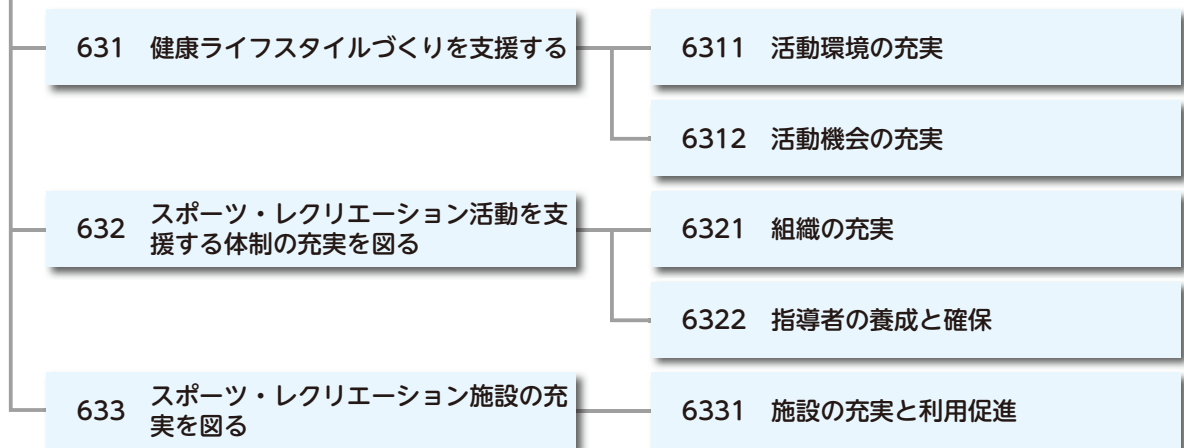 631 健康ライフスタイルづくりを支援する
6311 活動環境の充実
6312 活動機会の充実
632 スポーツ・レクリエーション活動を支
援する体制の充実を図る
6321 組織の充実
6322 指導者の養成と確保
633 スポーツ・レクリエーション施設の充
実を図る
6331 施設の充実と利用促進